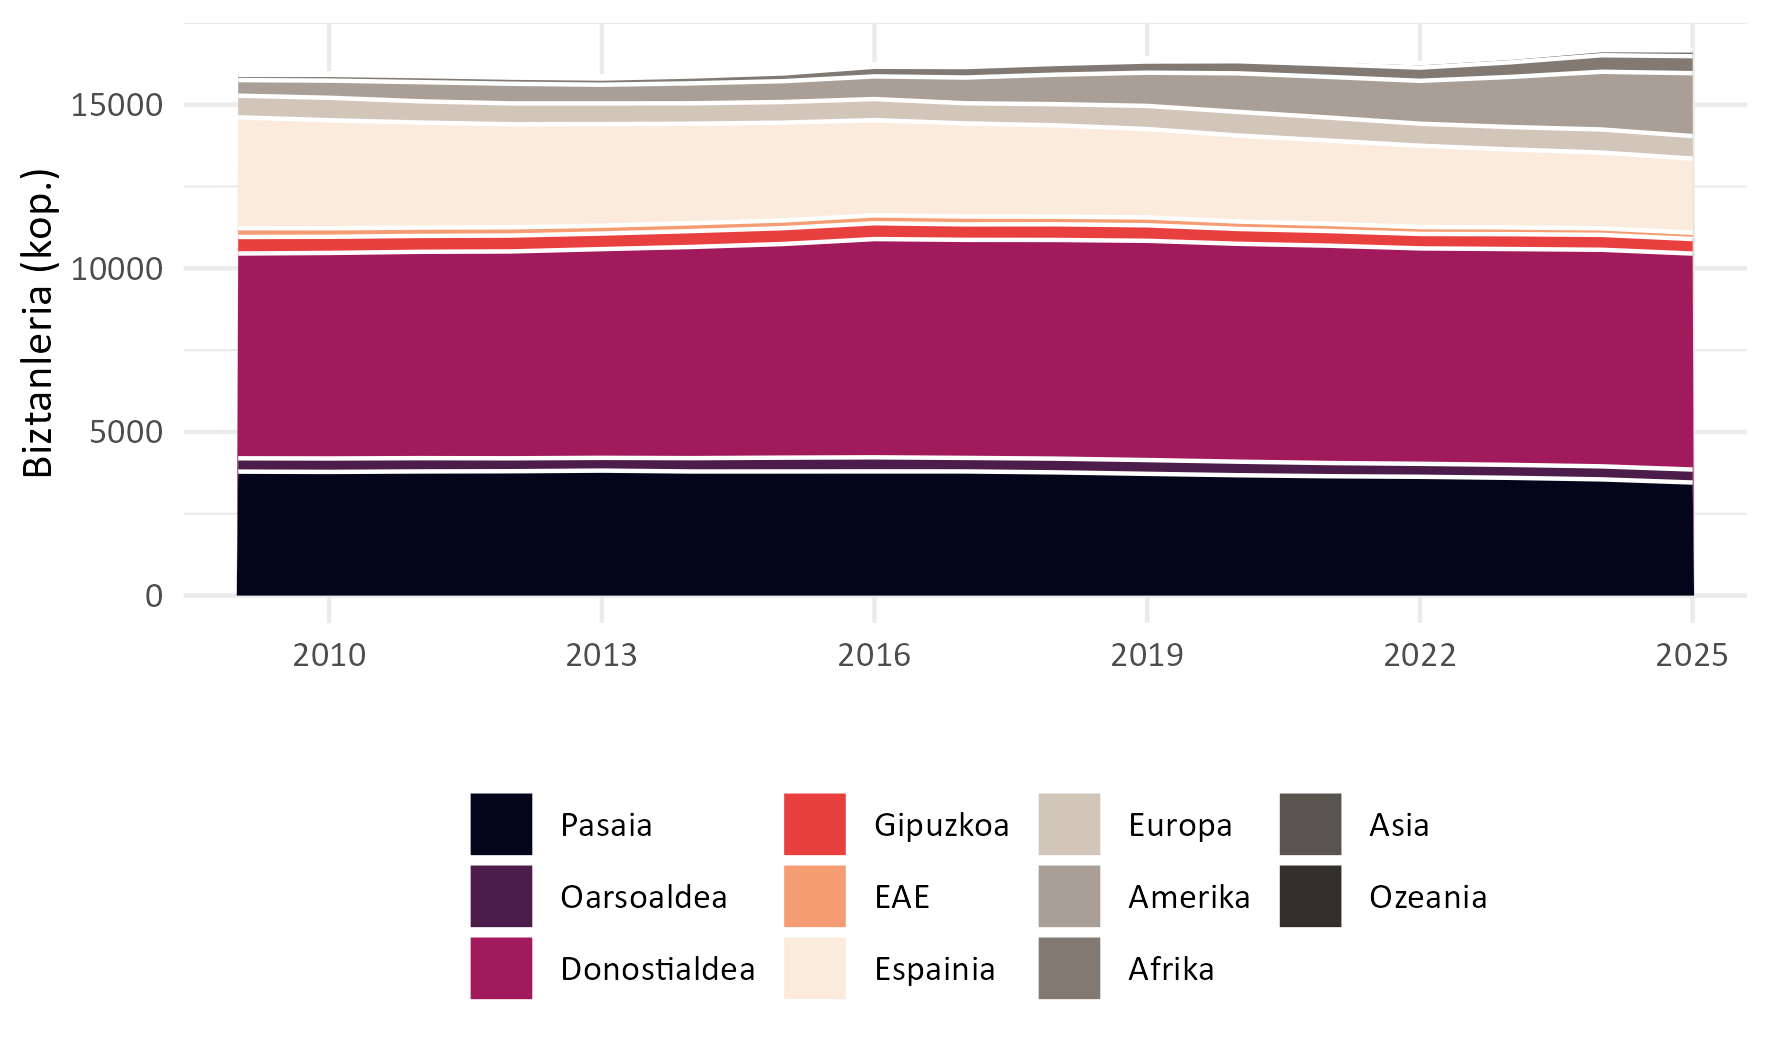 Biztanleria (kop.)
15000
10000
5000
0
2010 2013 2016 2019 2022 2025
Pasaia Gipuzkoa Europa Asia
Oarsoaldea EAE Amerika Ozeania
Donostialdea Espainia Afrika